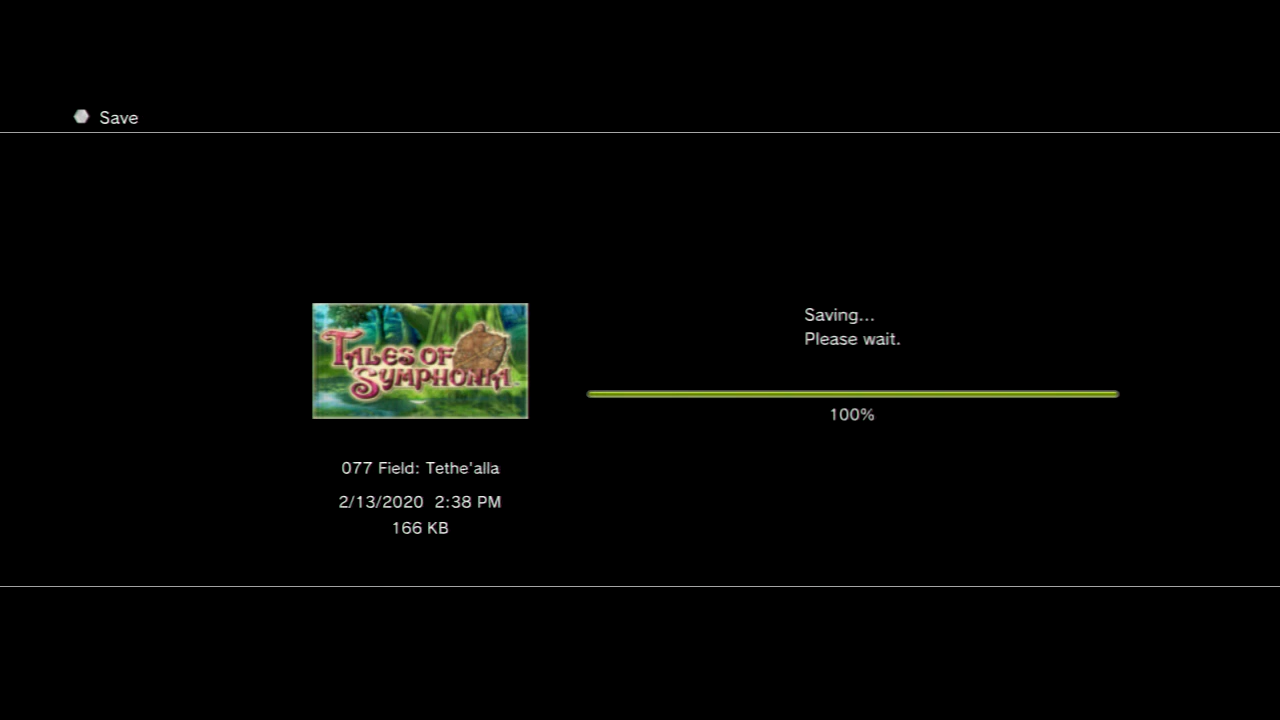 Save
TALES OF
SYMPHONIA
Saving...
Please wait.
100%
077 Field: Tethe'alla
2/13/2020 2:38 PM
166 KB